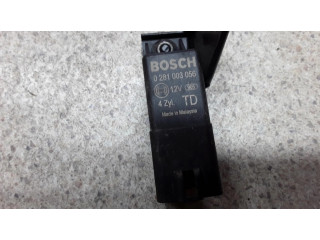 BOSCH
0 281 003 050
12V
4 Zyl. TD
Made in Malaysia